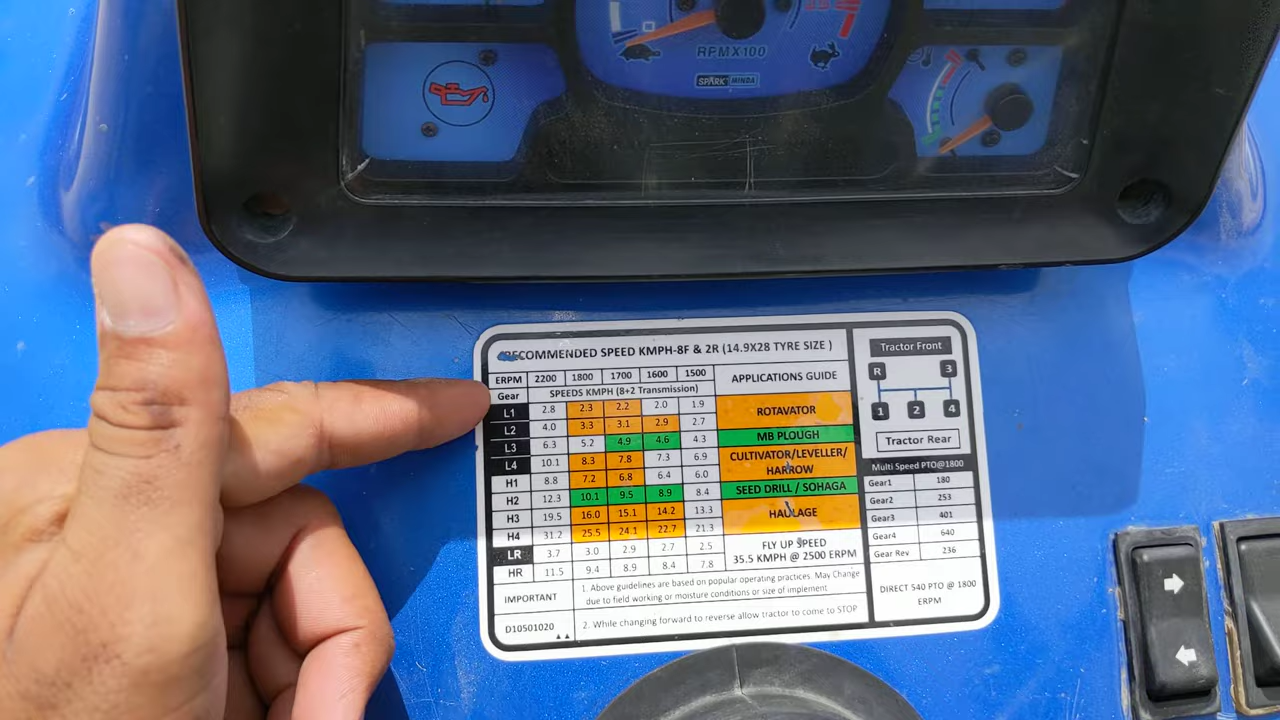 RPMX100
SPARK MINDA
RECOMMENDED SPEED KMPH-8F & 2R (14.9X28 TYRE SIZE )
ERPM 2200 1800 1700 1600 1500 APPLICATIONS GUIDE
Gear SPEEDS KMPH (8+2 Transmission)
L1 2.8 2.3 2.2 2.0 1.9 ROTAVATOR
L2 4.0 3.3 3.1 2.9 2.7
L3 6.3 5.2 4.9 4.6 4.3 MB PLOUGH
L4 10.1 8.3 7.8 7.3 6.9 CULTIVATOR/LEVELLER/
HARROW
H1 8.8 7.2 6.8 6.4 6.0
H2 12.3 10.1 9.5 8.9 8.4 SEED DRILL / SOHAGA
H3 19.5 16.0 15.1 14.2 13.3 HAULAGE
H4 31.2 25.5 24.1 22.7 21.3
LR 3.7 3.0 2.9 2.7 2.5 FLY UP SPEED
35.5 KMPH @ 2500 ERPM
HR 11.5 9.4 8.9 8.4 7.8
IMPORTANT 1. Above guidelines are based on popular operating practices. May Change
due to field working or moisture conditions or size of implement
D10501020 2. While changing forward to reverse allow tractor to come to STOP
Tractor Front
R 3
1 2 4
Tractor Rear
Multi Speed PTO@1800
Gear1 180
Gear2 253
Gear3 401
Gear4 640
Gear Rev 236
DIRECT 540 PTO @ 1800
ERPM